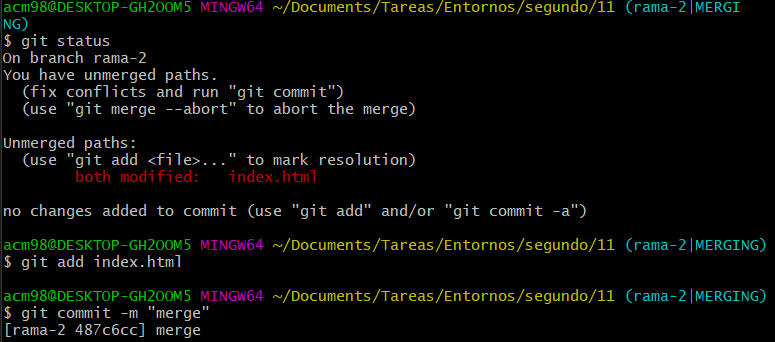 acm98@DESKTOP-GH2OOM5 MINGW64 ~/Documents/Tareas/Entornos/segundo/11 (rama-2|MERGI
NG)
$ git status
On branch rama-2
You have unmerged paths.
  (fix conflicts and run "git commit")
  (use "git merge --abort" to abort the merge)

Unmerged paths:
  (use "git add <file>..." to mark resolution)
        both modified:   index.html

no changes added to commit (use "git add" and/or "git commit -a")

acm98@DESKTOP-GH2OOM5 MINGW64 ~/Documents/Tareas/Entornos/segundo/11 (rama-2|MERGING)
$ git add index.html

acm98@DESKTOP-GH2OOM5 MINGW64 ~/Documents/Tareas/Entornos/segundo/11 (rama-2|MERGING)
$ git commit -m "merge"
[rama-2 487c6cc] merge